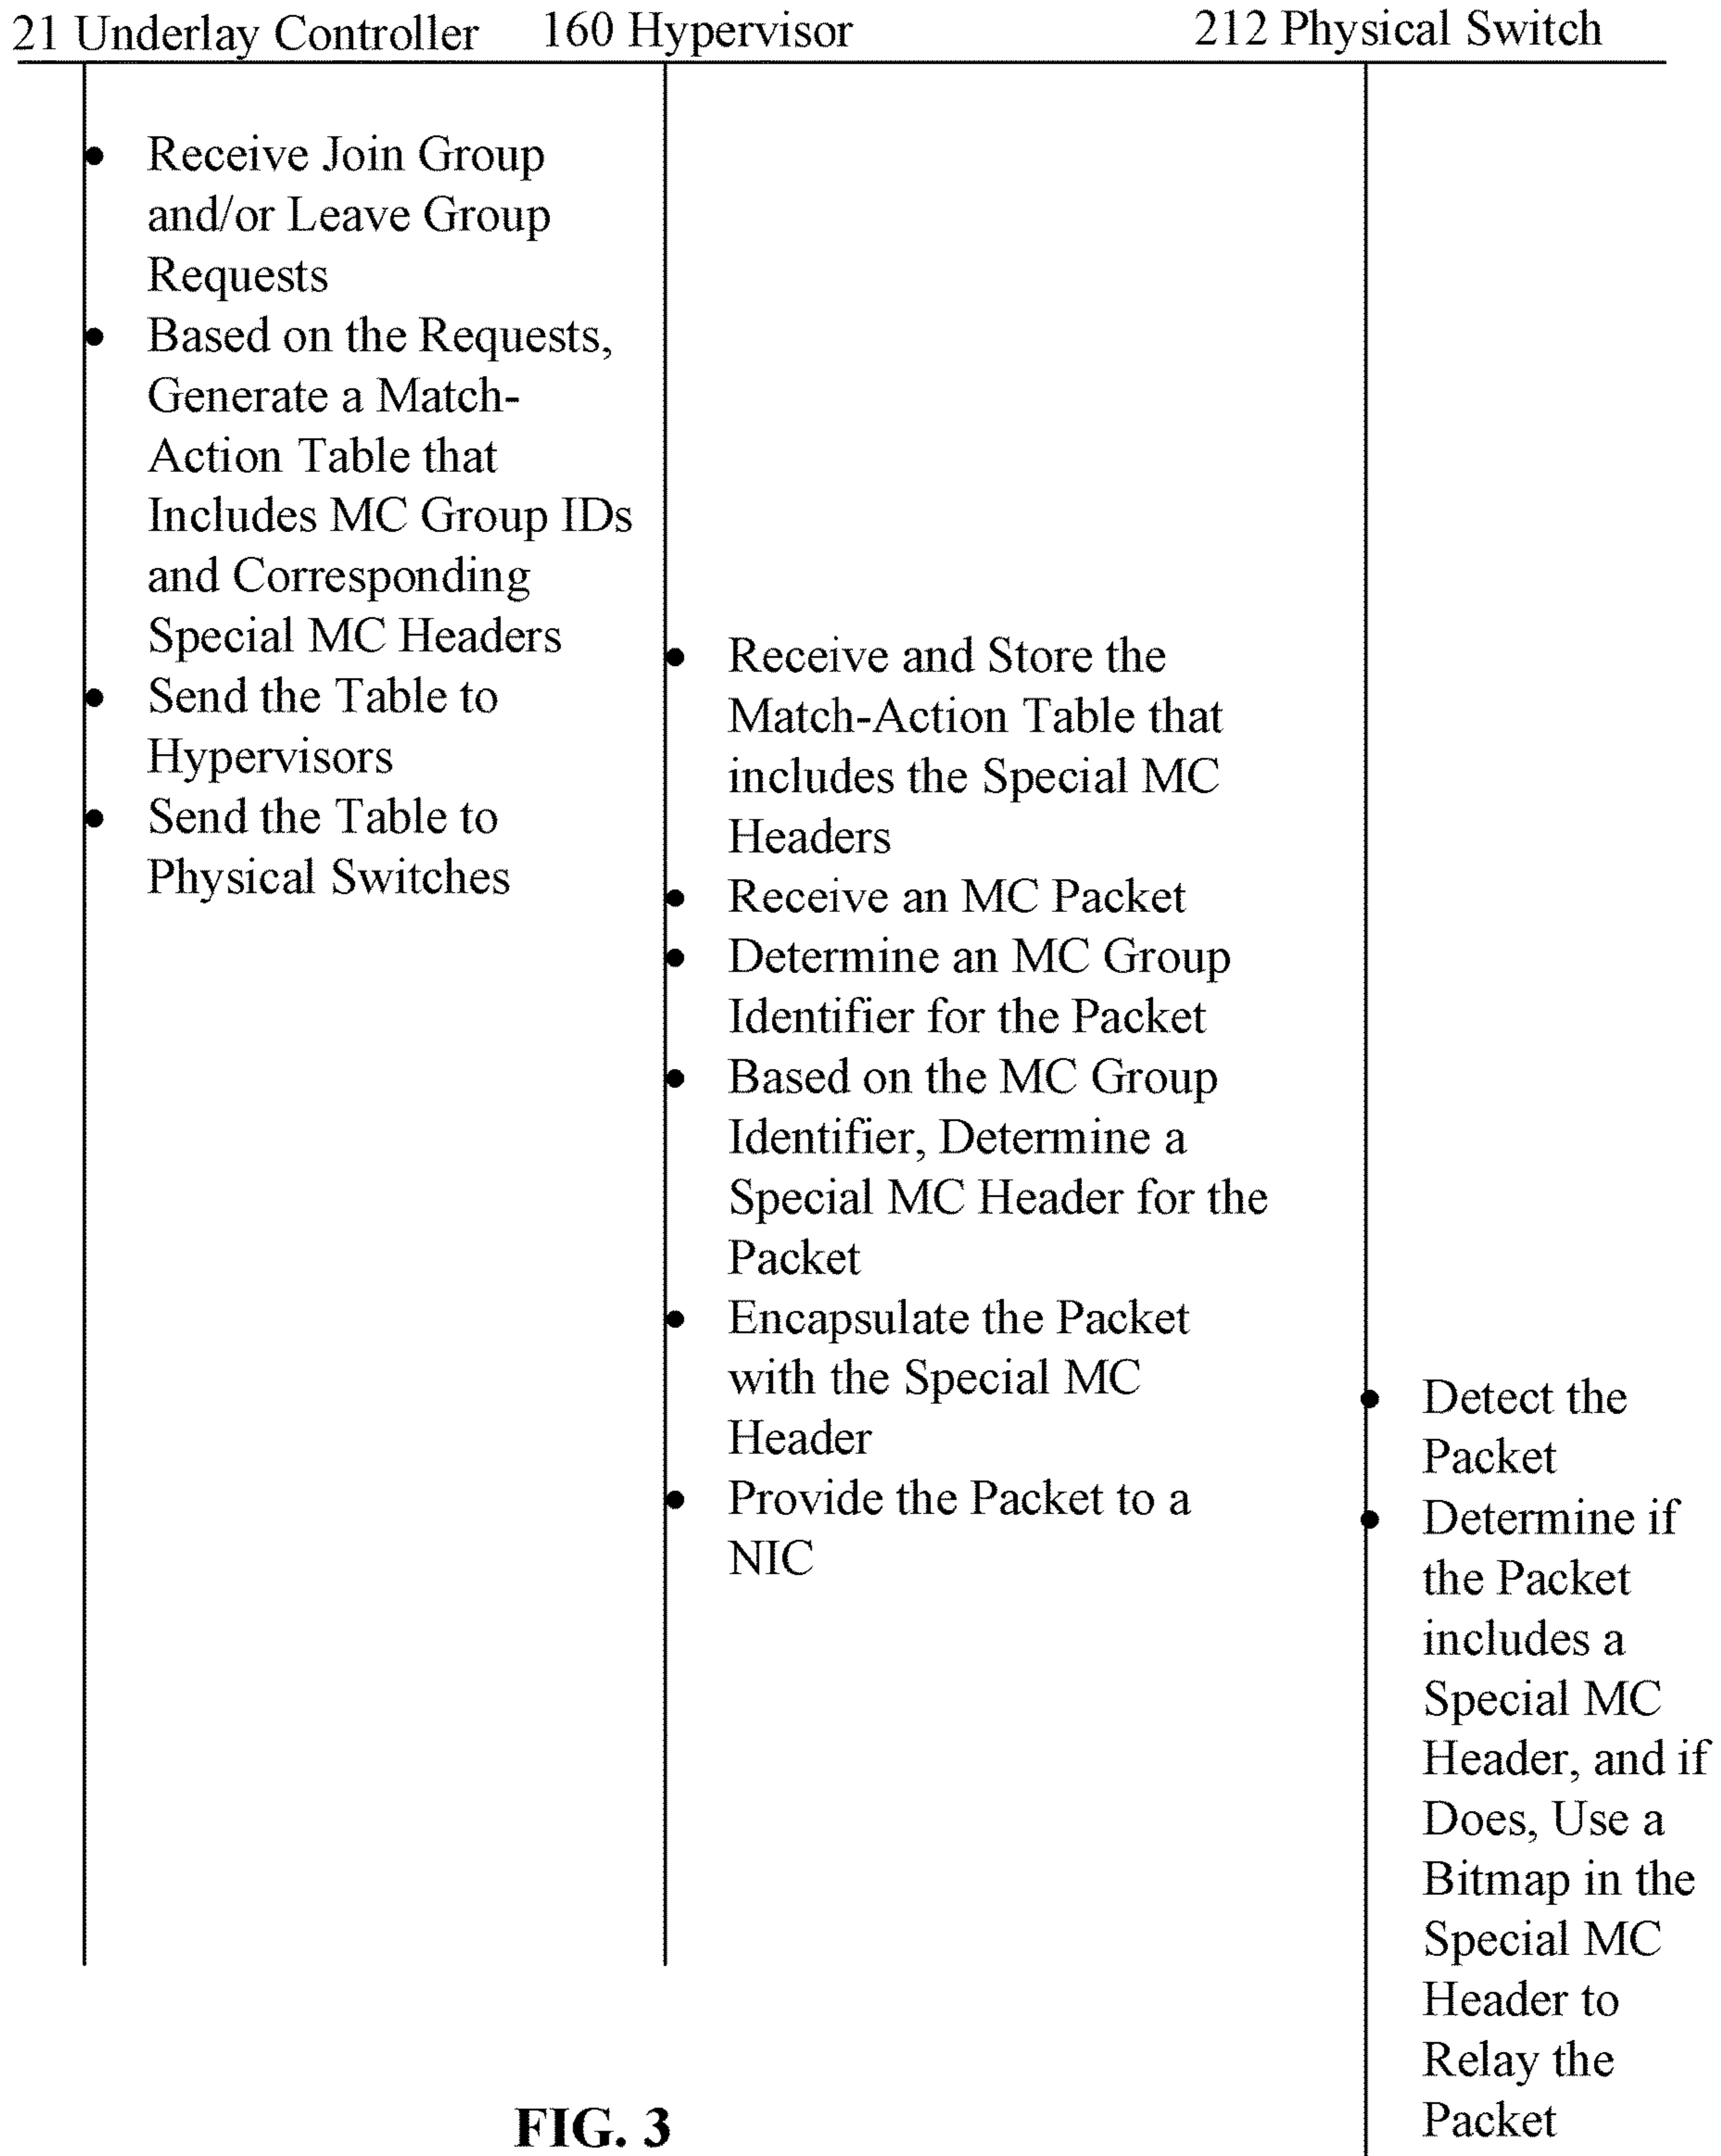 21 Underlay Controller
160 Hypervisor
212 Physical Switch
Receive Join Group
and/or Leave Group
Requests
Based on the Requests,
Generate a Match-
Action Table that
Includes MC Group IDs
and Corresponding
Special MC Headers
Send the Table to
Hypervisors
Send the Table to
Physical Switches
Receive and Store the
Match-Action Table that
includes the Special MC
Headers
Receive an MC Packet
Determine an MC Group
Identifier for the Packet
Based on the MC Group
Identifier, Determine a
Special MC Header for the
Packet
Encapsulate the Packet
with the Special MC
Header
Provide the Packet to a
NIC
Detect the
Packet
Determine if
the Packet
includes a
Special MC
Header, and if
Does, Use a
Bitmap in the
Special MC
Header to
Relay the
Packet
FIG. 3